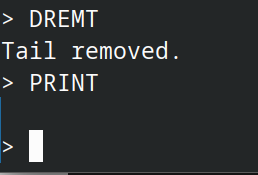 > DREMT
Tail removed.
> PRINT
>